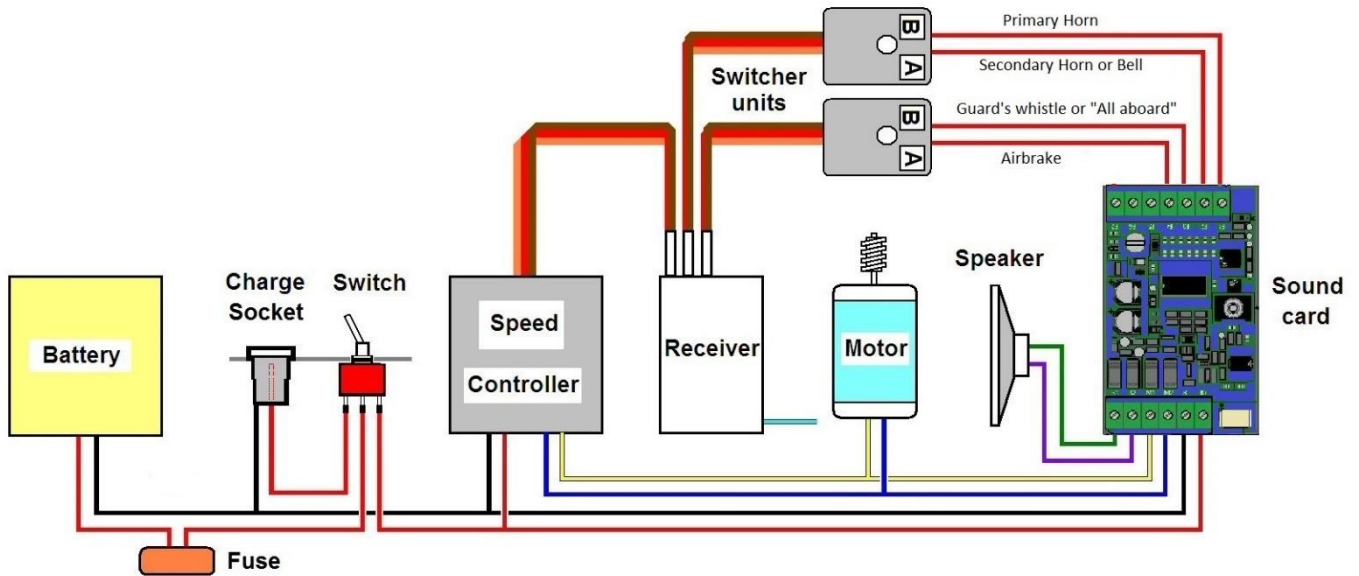 Primary Horn
B
A
Secondary Horn or Bell
Switcher
units
Guard's whistle or "All aboard"
B
A
Airbrake
Charge
Socket
Switch
Speaker
Sound
card
Battery
Speed
Controller
Receiver
Motor
Fuse